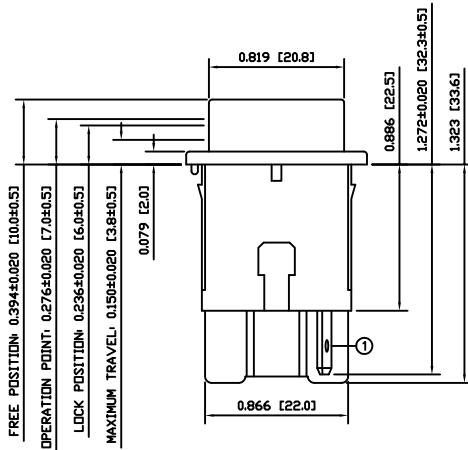 0.819 [20.8]
FREE POSITION: 0.394±0.020 [10.0±0.5]
OPERATION POINT: 0.276±0.020 [7.0±0.5]
LOCK POSITION: 0.236±0.020 [6.0±0.5]
MAXIMUM TRAVEL: 0.150±0.020 [3.8±0.5]
0.079 [2.0]
0.886 [22.5]
1.272±0.020 [32.3±0.5]
1.323 [33.6]
1
0.866 [22.0]